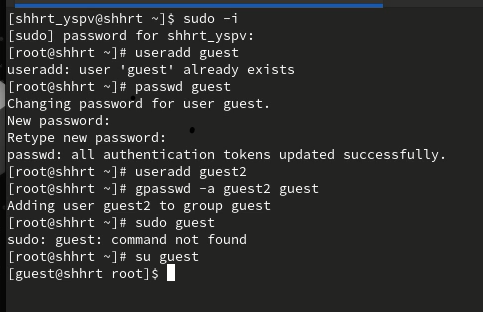 [shhrt_yspv@shhrt ~]$ sudo -i
[sudo] password for shhrt_yspv:
[root@shhrt ~]# useradd guest
useradd: user 'guest' already exists
[root@shhrt ~]# passwd guest
Changing password for user guest.
New password:
Retype new password:
passwd: all authentication tokens updated successfully.
[root@shhrt ~]# useradd guest2
[root@shhrt ~]# gpasswd -a guest2 guest
Adding user guest2 to group guest
[root@shhrt ~]# sudo guest
sudo: guest: command not found
[root@shhrt ~]# su guest
[guest@shhrt root]$